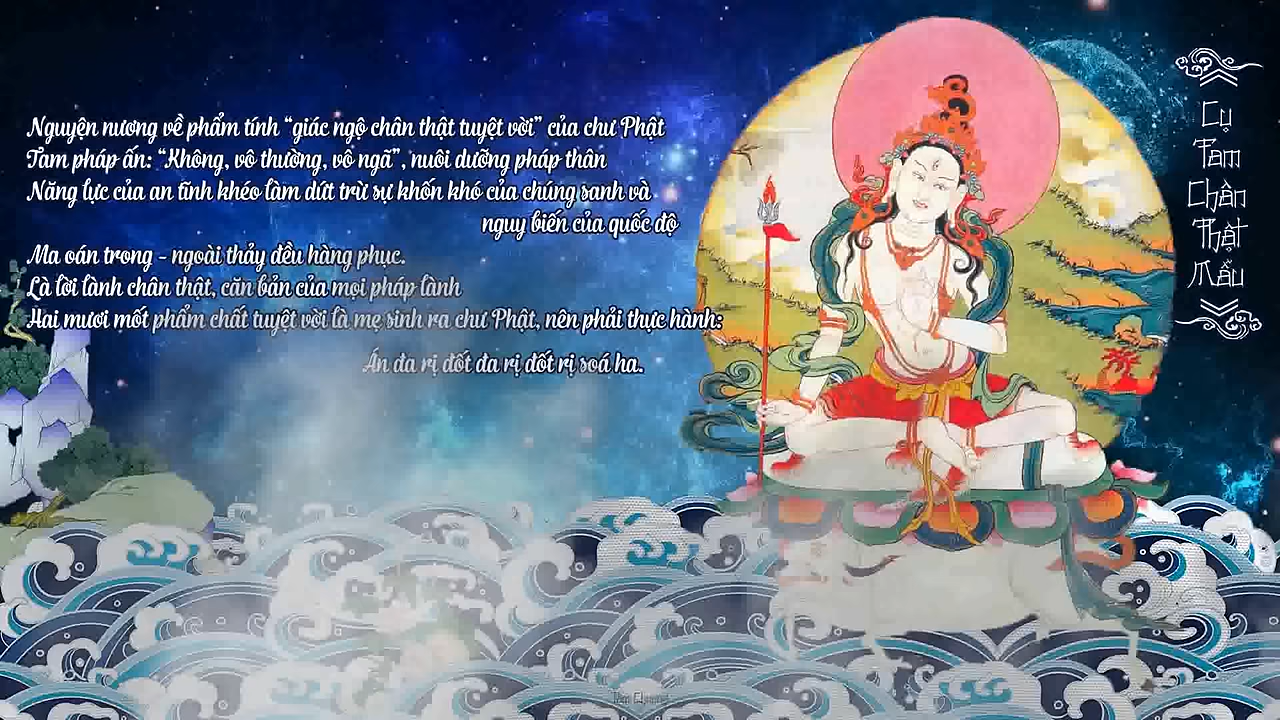 Nguyện nương về phẩm tính “giác ngộ chân thật tuyệt vời” của chư Phật
Tam pháp ấn: “Không, vô thường, vô ngã”, nuôi dưỡng pháp thân
Năng lực của an tĩnh khéo làm dứt trừ sự khốn khó của chúng sanh và
nguy biến của quốc độ
Ma oán trong - ngoài thảy đều hàng phục.
Là lời lành chân thật, căn bản của mọi pháp lành
Hai mươi mốt phẩm chất tuyệt vời là mẹ sinh ra chư Phật, nên phải thực hành:
Án đa rị đốt đa rị đốt rị soá ha.
Cụ
Tam
Chân
Thật
Mẫu